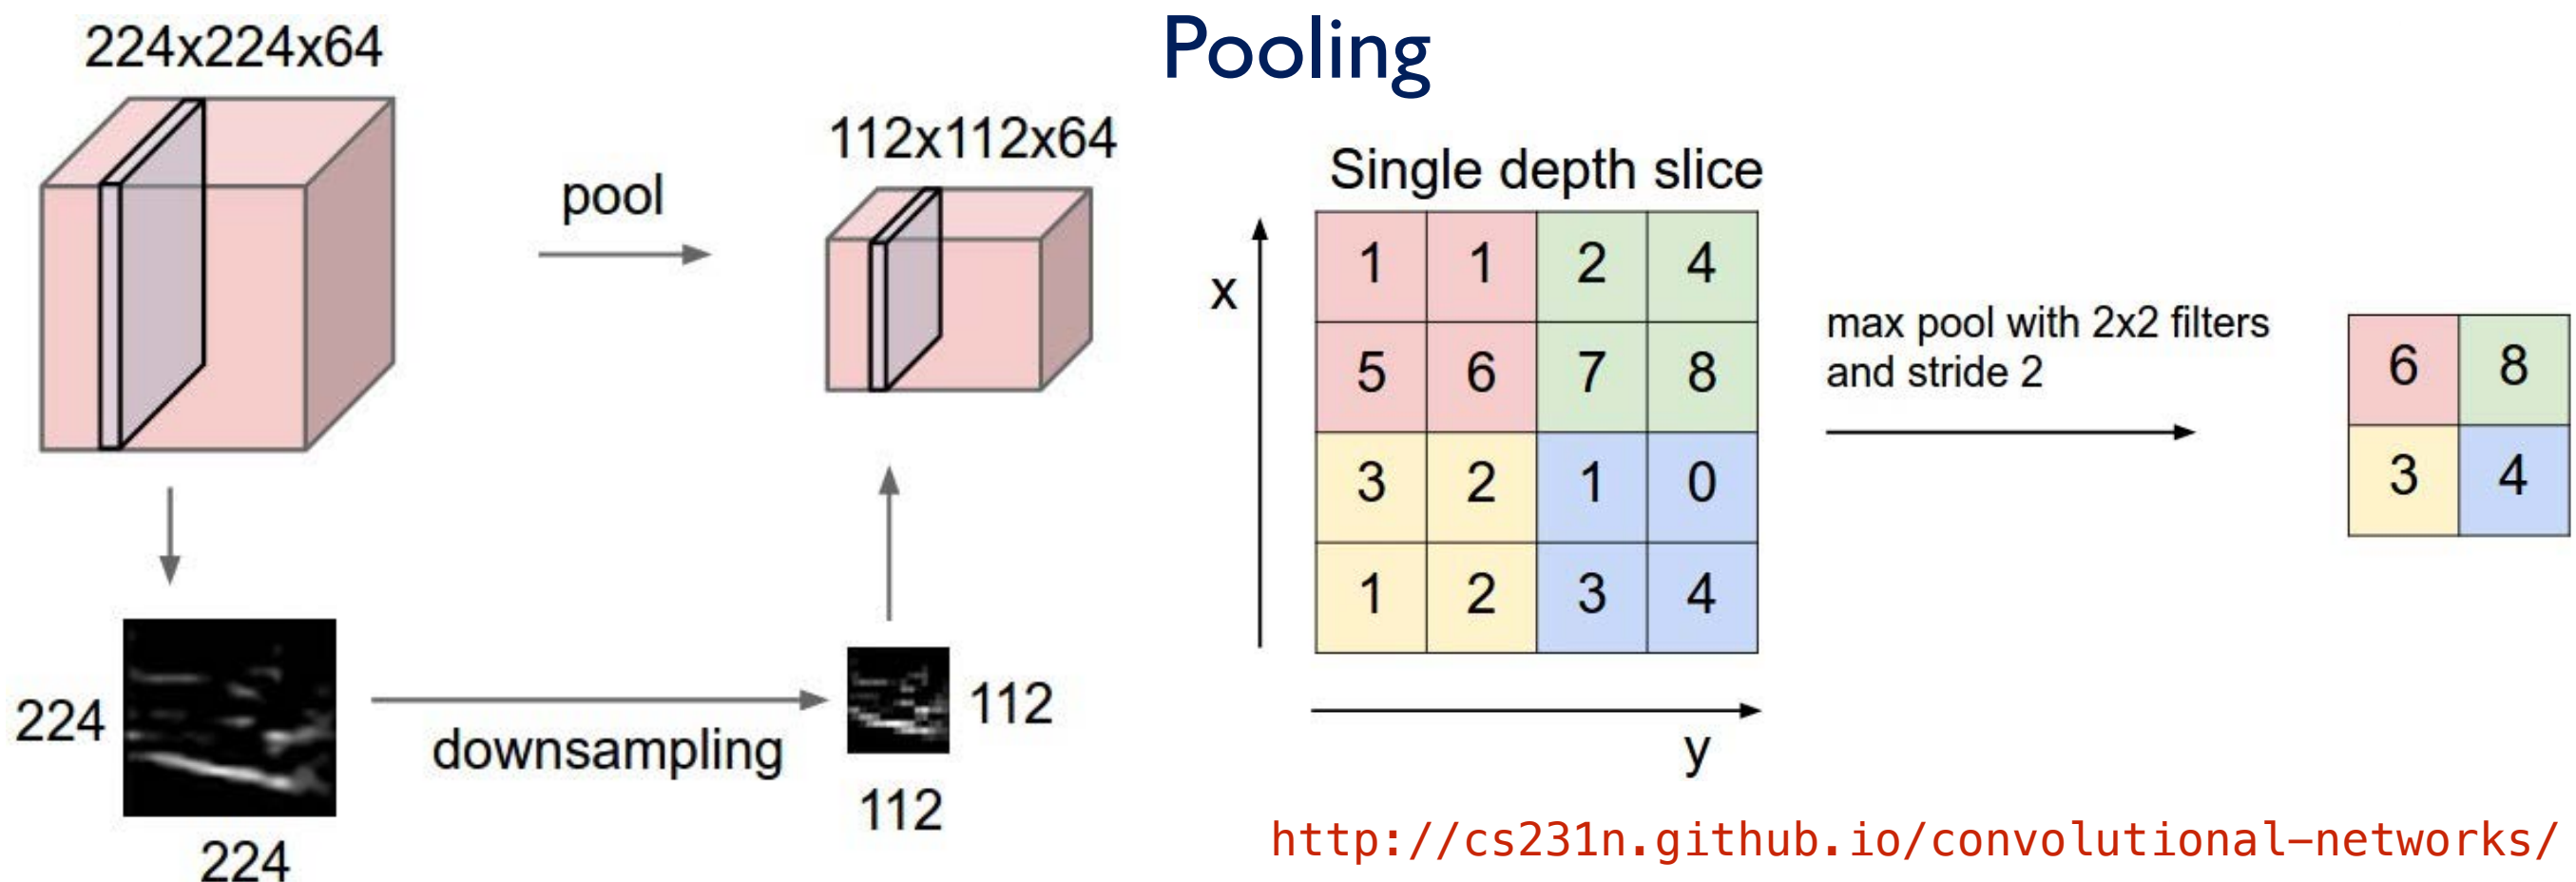 Pooling
224x224x64
pool
112x112x64
224
224
downsampling
112
112
Single depth slice
x
1 1 2 4
5 6 7 8
3 2 1 0
1 2 3 4
y
max pool with 2x2 filters
and stride 2
6 8
3 4
http://cs231n.github.io/convolutional-networks/